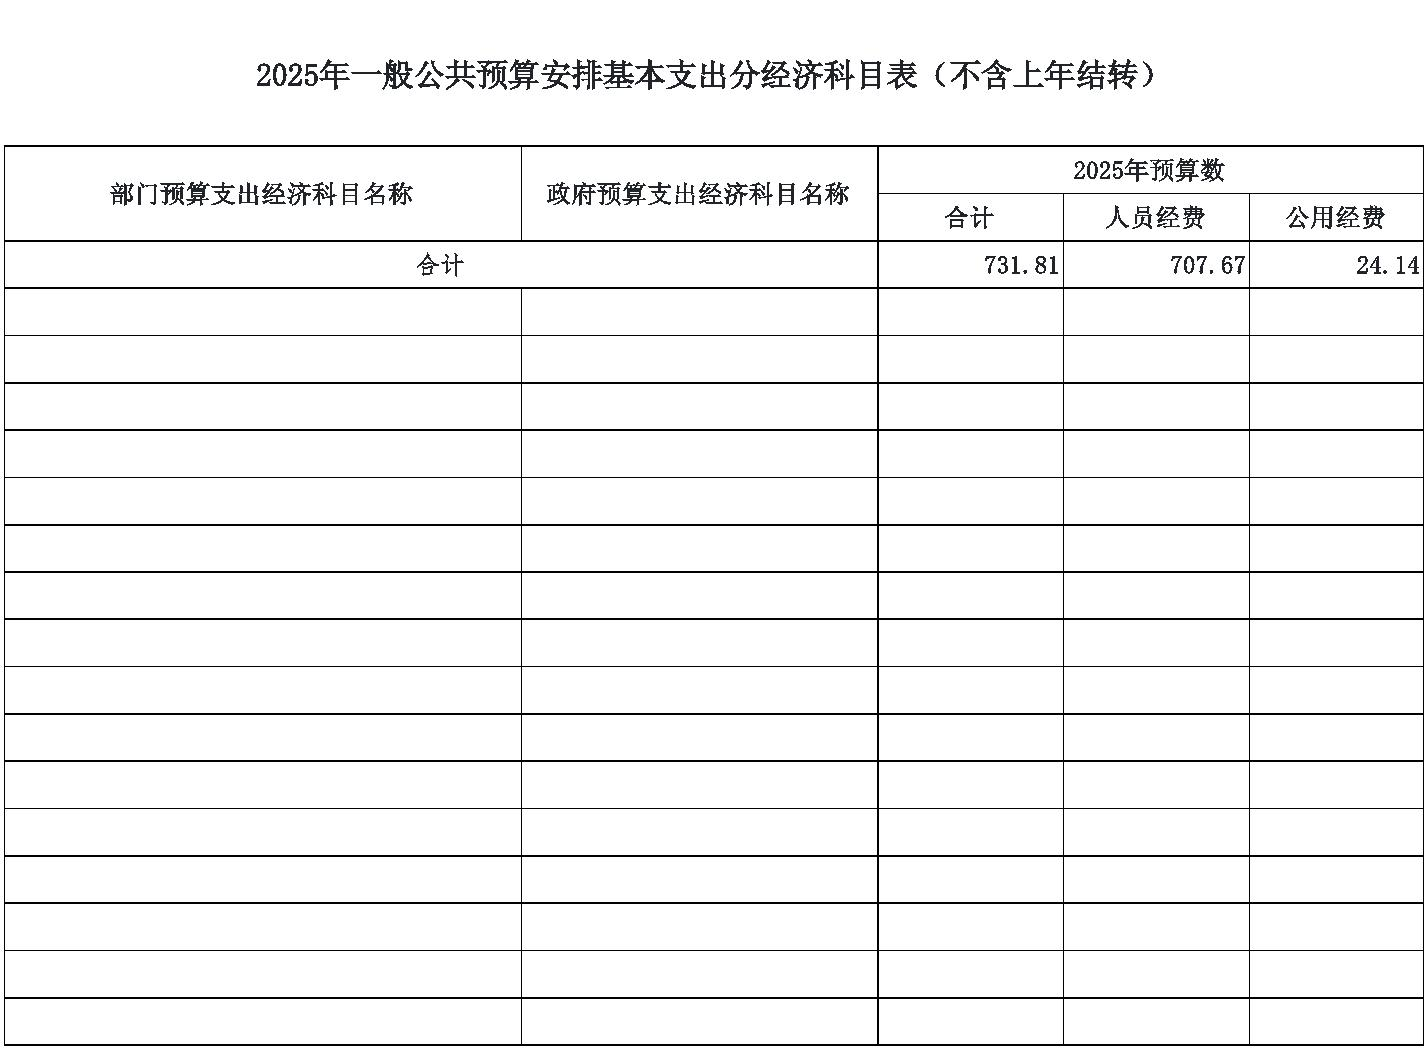 2025年一般公共预算安排基本支出分经济科目表（不含上年结转）
部门预算支出经济科目名称 政府预算支出经济科目名称 2025年预算数
合计 人员经费 公用经费
合计 731.81 707.67 24.14